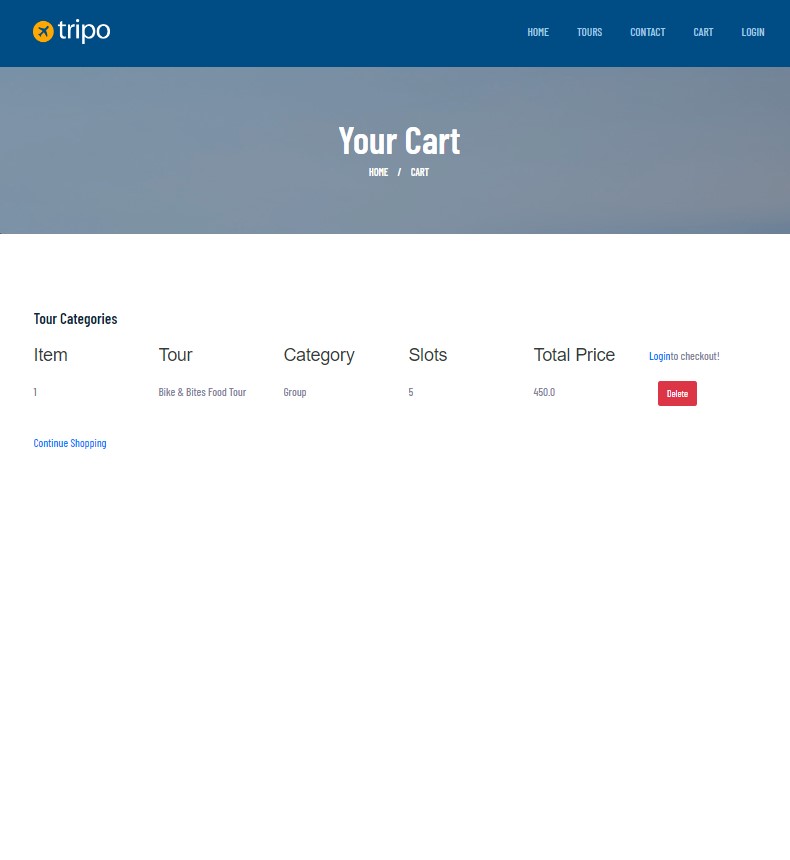 tripo HOME TOURS CONTACT CART LOGIN
Your Cart
HOME / CART
Tour Categories
Item Tour Category Slots Total Price Loginto checkout!
1 Bike & Bites Food Tour Group 5 450.0 Delete
Continue Shopping